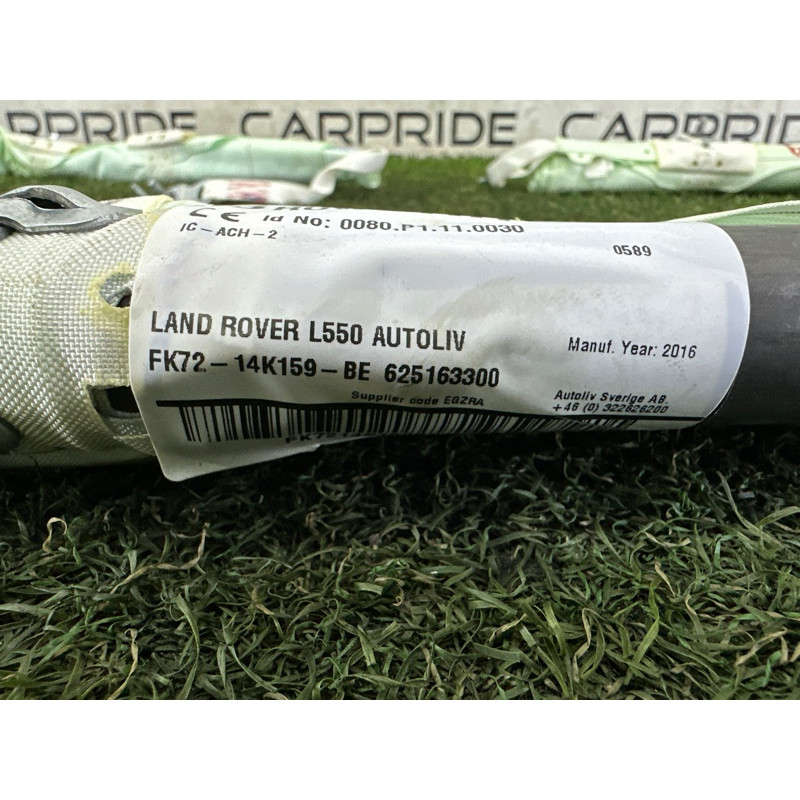 CARPRIDE CARPRIDE
CE Id No: 0080.P1.11.0030
IC-ACH-2
0589
LAND ROVER L550 AUTOLIV
Manuf. Year: 2016
FK72-14K159-BE 625163300
Supplier code EGZRA
Autoliv Sverige AB.
+46 (0) 322626200